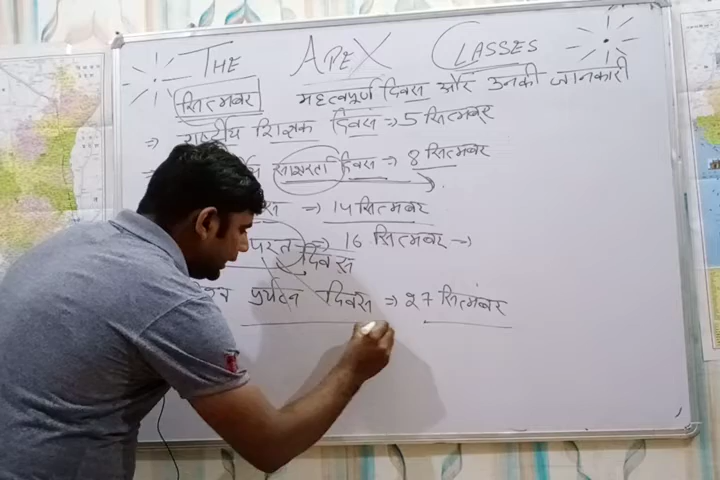 THE APEX CLASSES
सितम्बर महत्वपूर्ण दिवस और उनकी जानकारी
⇒ राष्ट्रीय शिक्षक दिवस ⇒ 5 सितम्बर
साक्षरता दिवस ⇒ 8 सितम्बर
⇒ 14 सितम्बर
परत ⇒ 16 सितम्बर →
दिवस
पर्यटन दिवस ⇒ 27 सितंम्बर